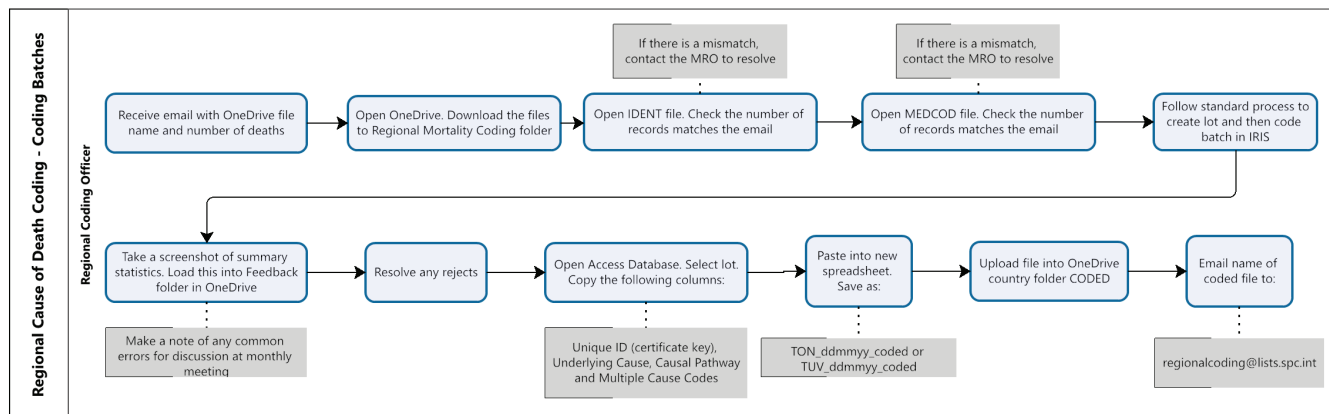 Regional Cause of Death Coding - Coding Batches
Regional Coding Officer
If there is a mismatch,
contact the MRO to resolve
If there is a mismatch,
contact the MRO to resolve
Receive email with OneDrive file
name and number of deaths
Open OneDrive. Download the files
to Regional Mortality Coding folder
Open IDENT file. Check the number of
records matches the email
Open MEDCOD file. Check the number
of records matches the email
Follow standard process to
create lot and then code
batch in IRIS
Take a screenshot of summary
statistics. Load this into Feedback
folder in OneDrive
Resolve any rejects
Open Access Database. Select lot.
Copy the following columns:
Paste into new
spreadsheet.
Save as:
Upload file into OneDrive
country folder CODED
Email name of
coded file to:
Make a note of any common
errors for discussion at monthly
meeting
Unique ID (certificate key),
Underlying Cause, Causal Pathway
and Multiple Cause Codes
TON_ddmmyy_coded or
TUV_ddmmyy_coded
regionalcoding@lists.spc.int